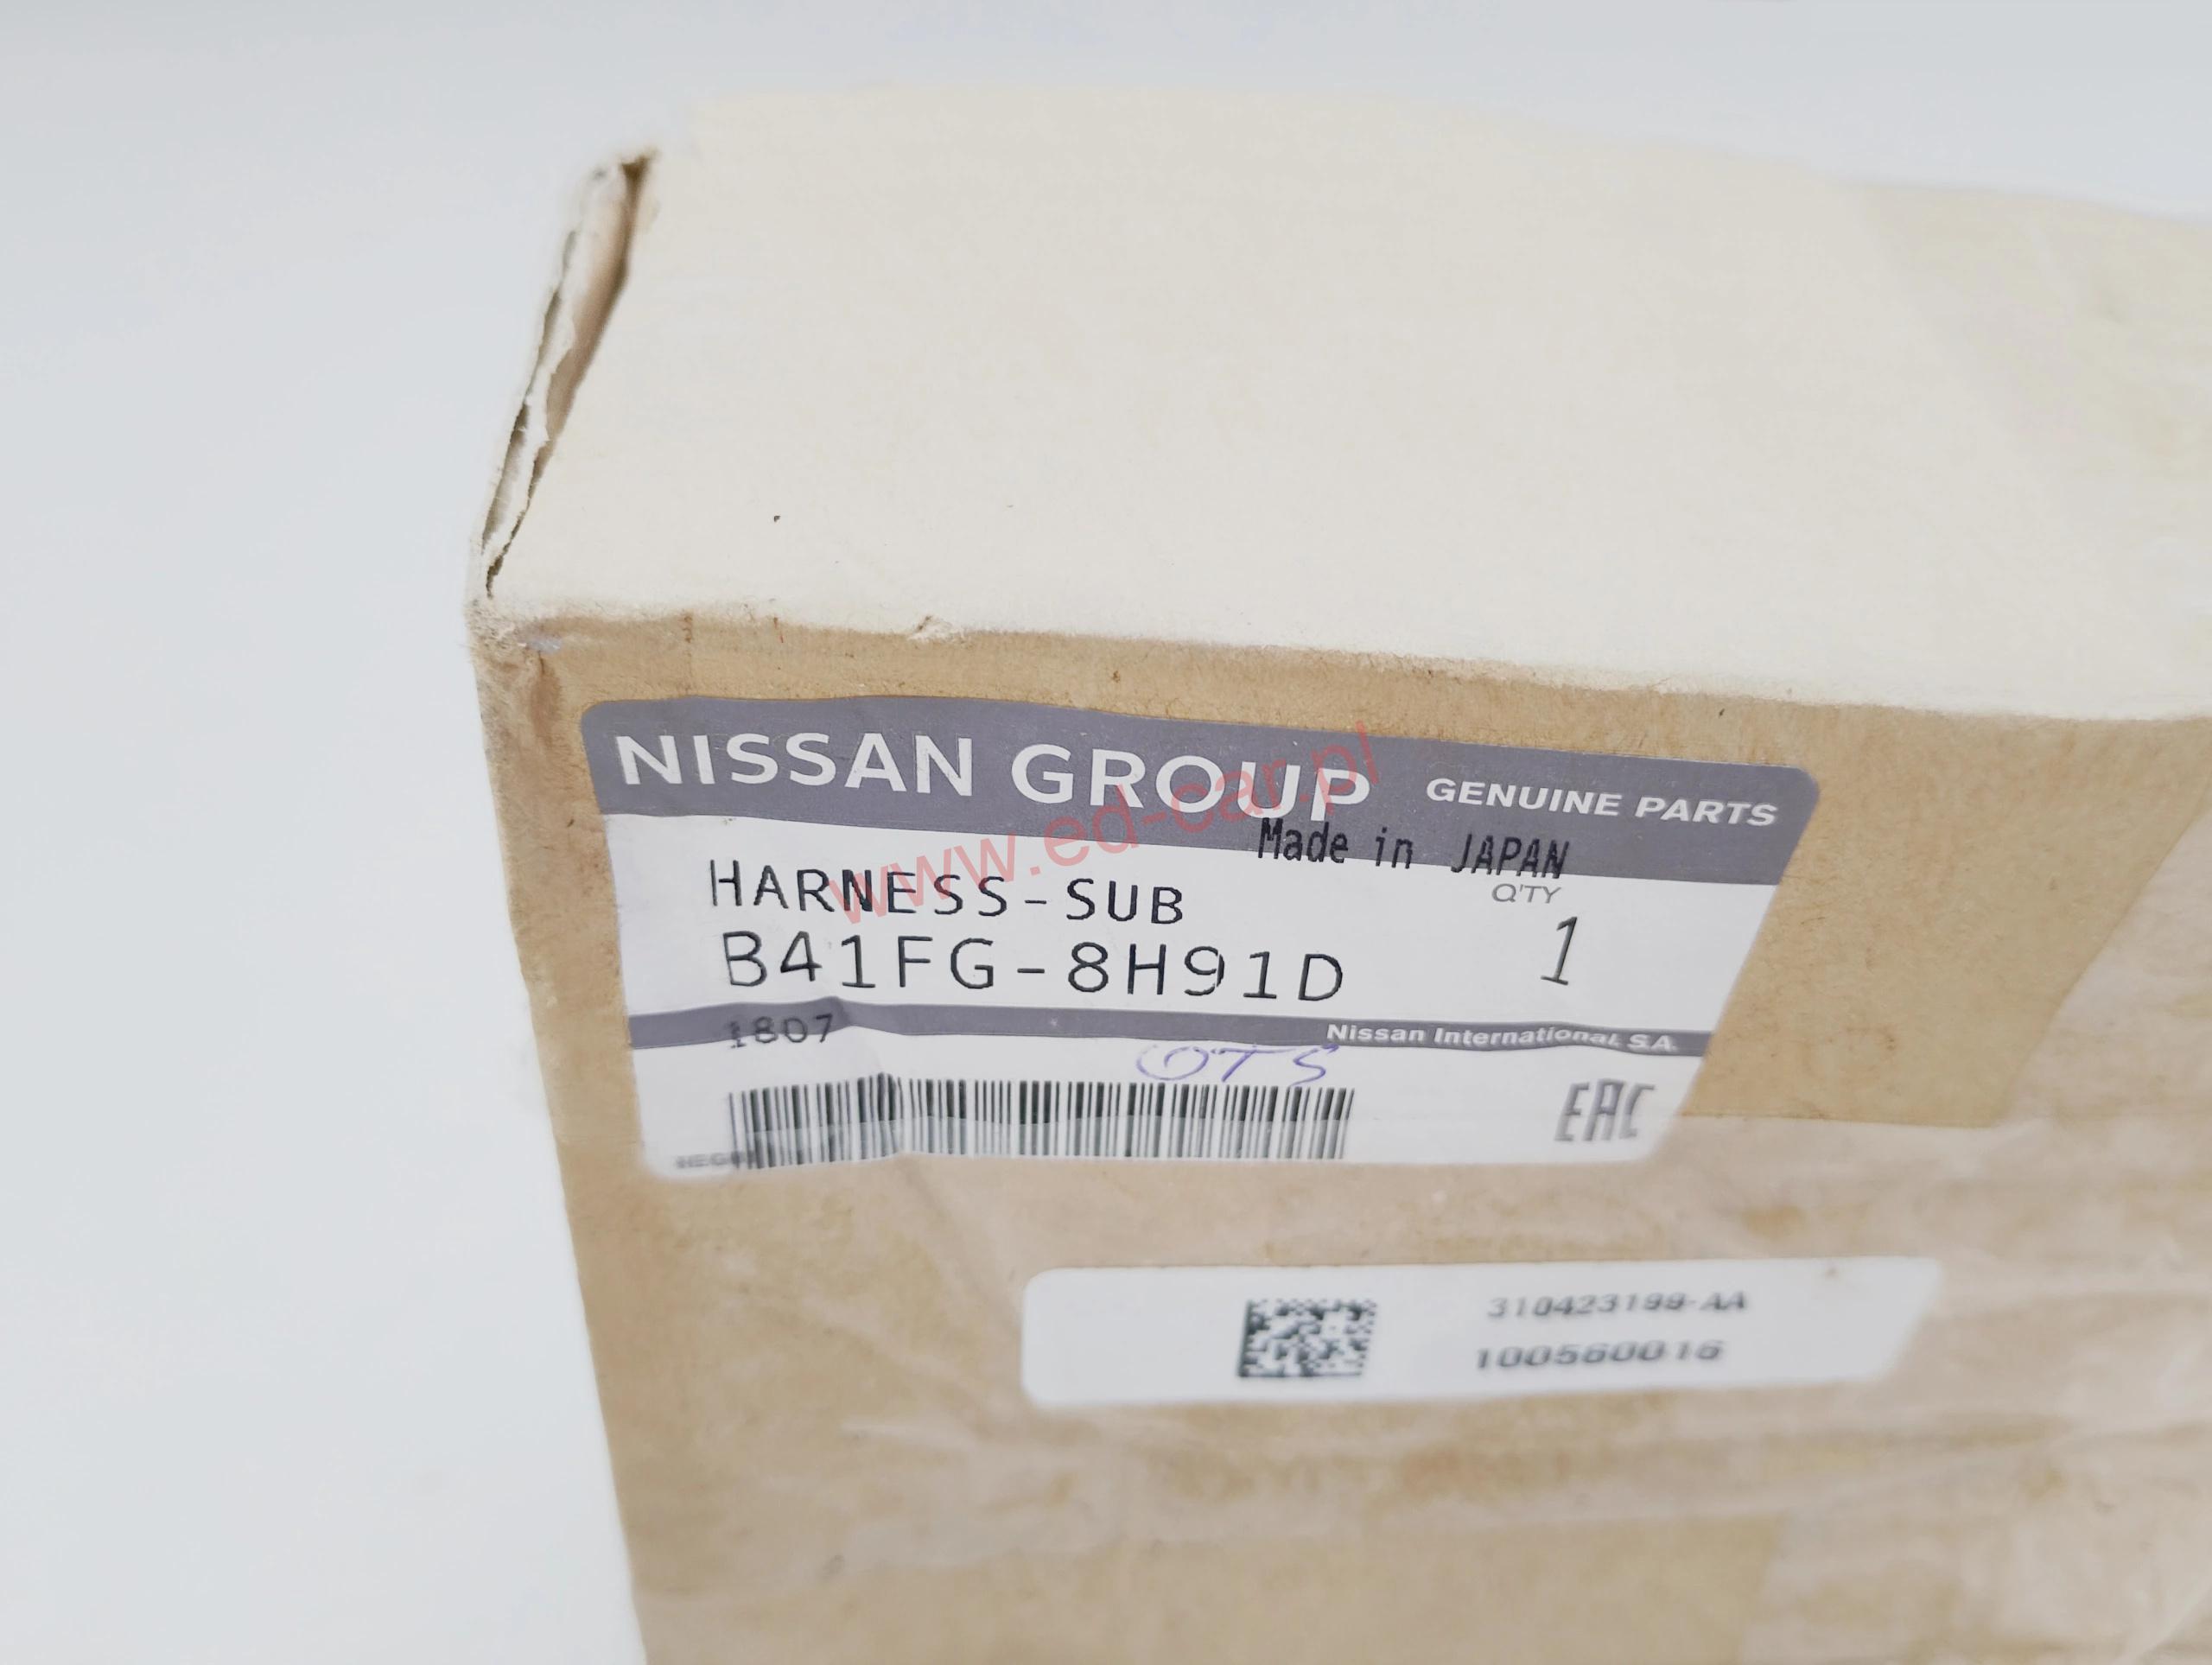 NISSAN GROUP GENUINE PARTS
Made in JAPAN
HARNESS-SUB
Q'TY
B41FG-8H91D
1
1807
Nissan International, S.A.
OTS
EAC
310423199-AA
100560016
www.ed-car.pl